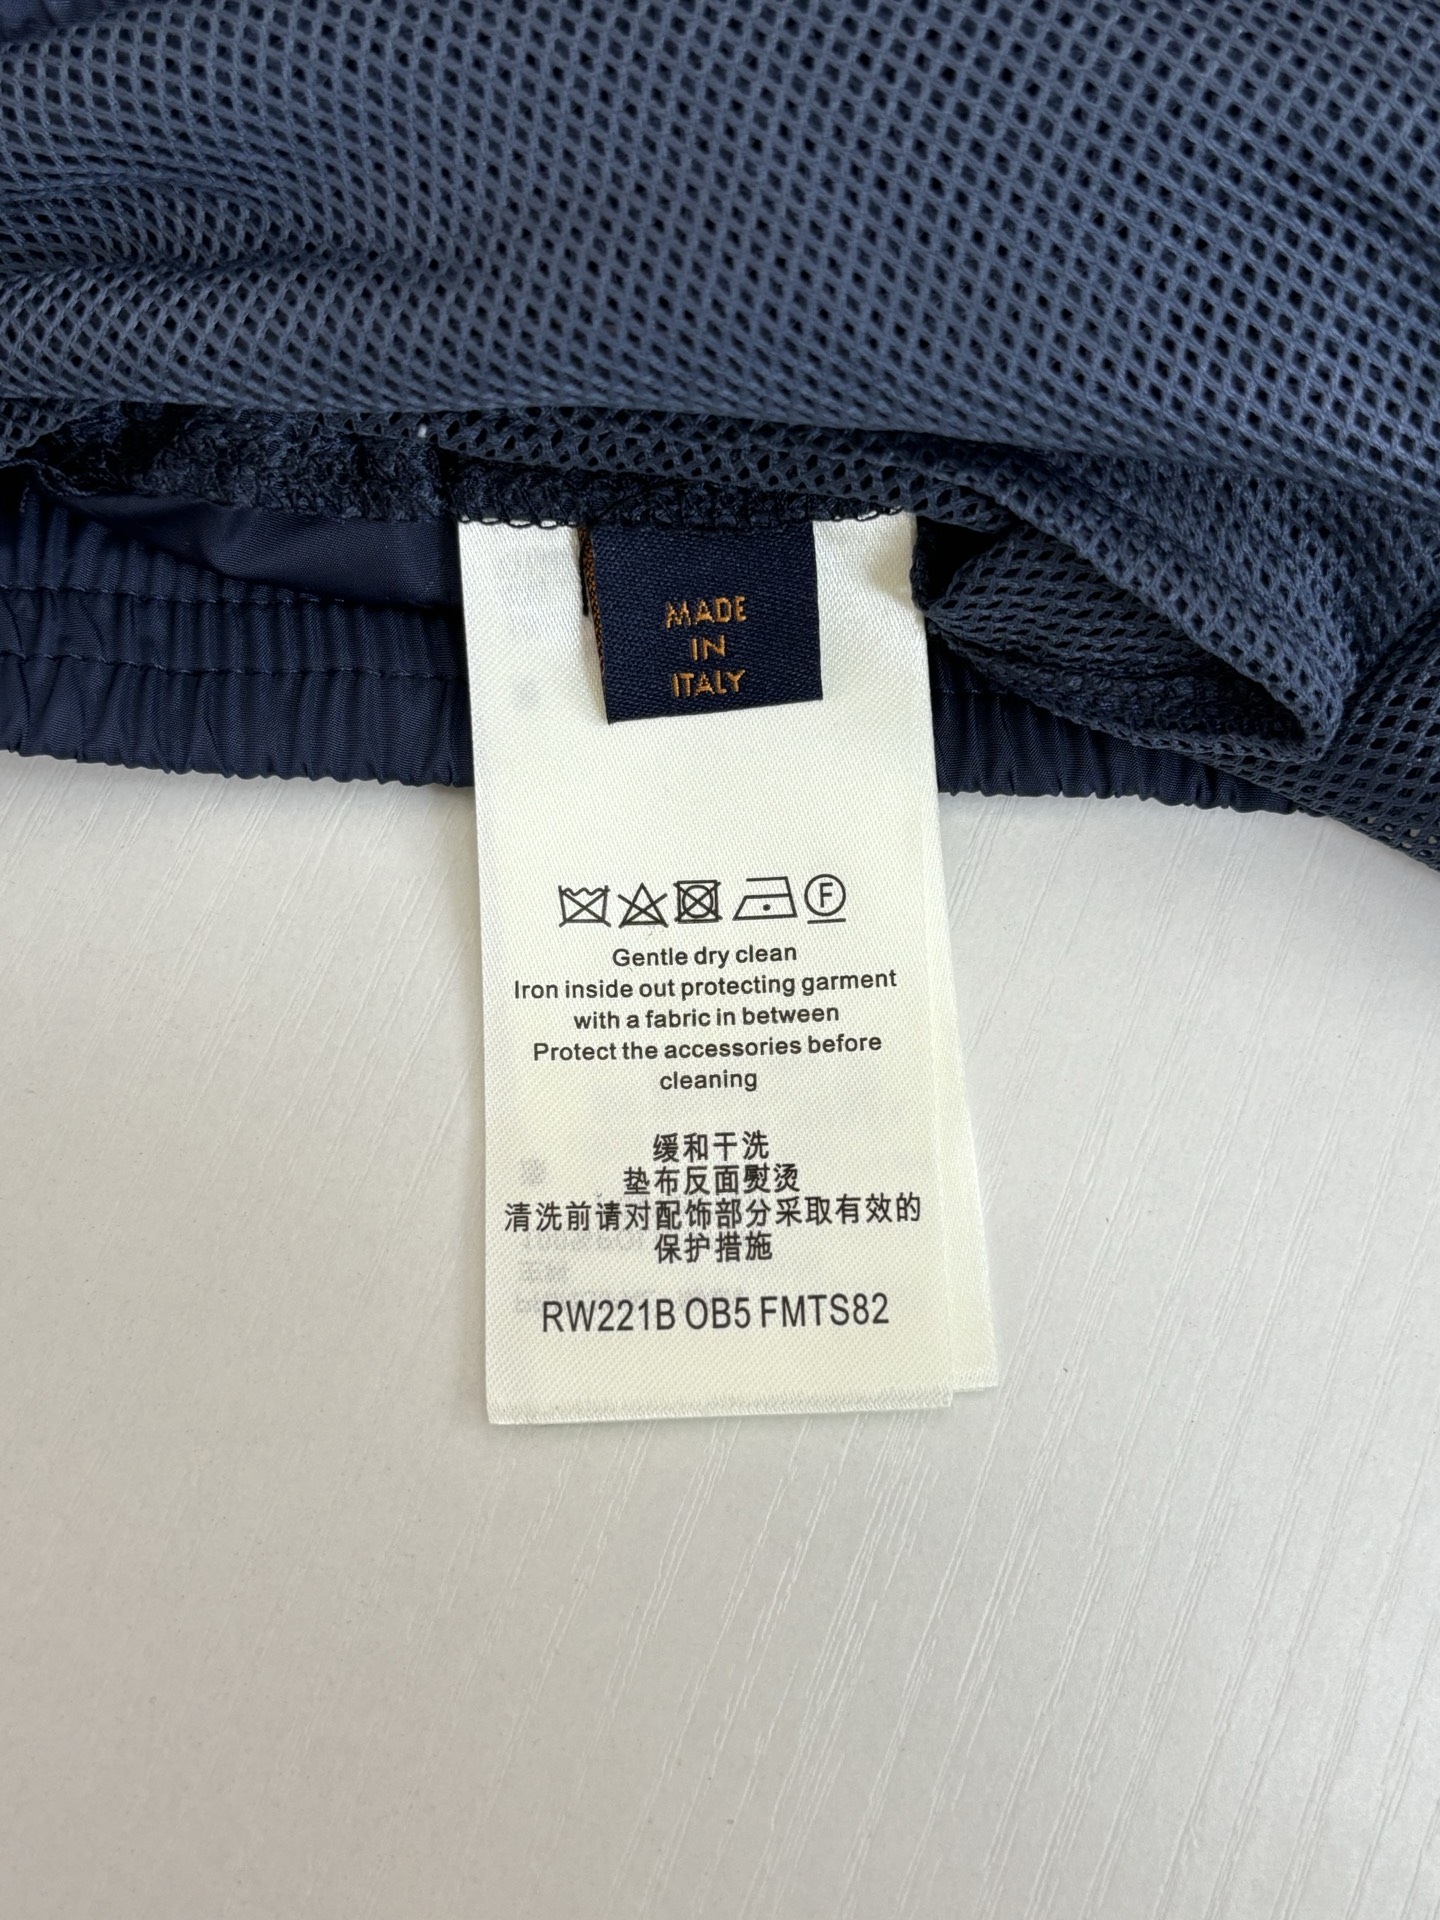 MADE
IN
ITALY
F
Gentle dry clean
Iron inside out protecting garment
with a fabric in between
Protect the accessories before
cleaning
缓和干洗
垫布反面熨烫
清洗前请对配饰部分采取有效的
保护措施
RW221B OB5 FMTS82